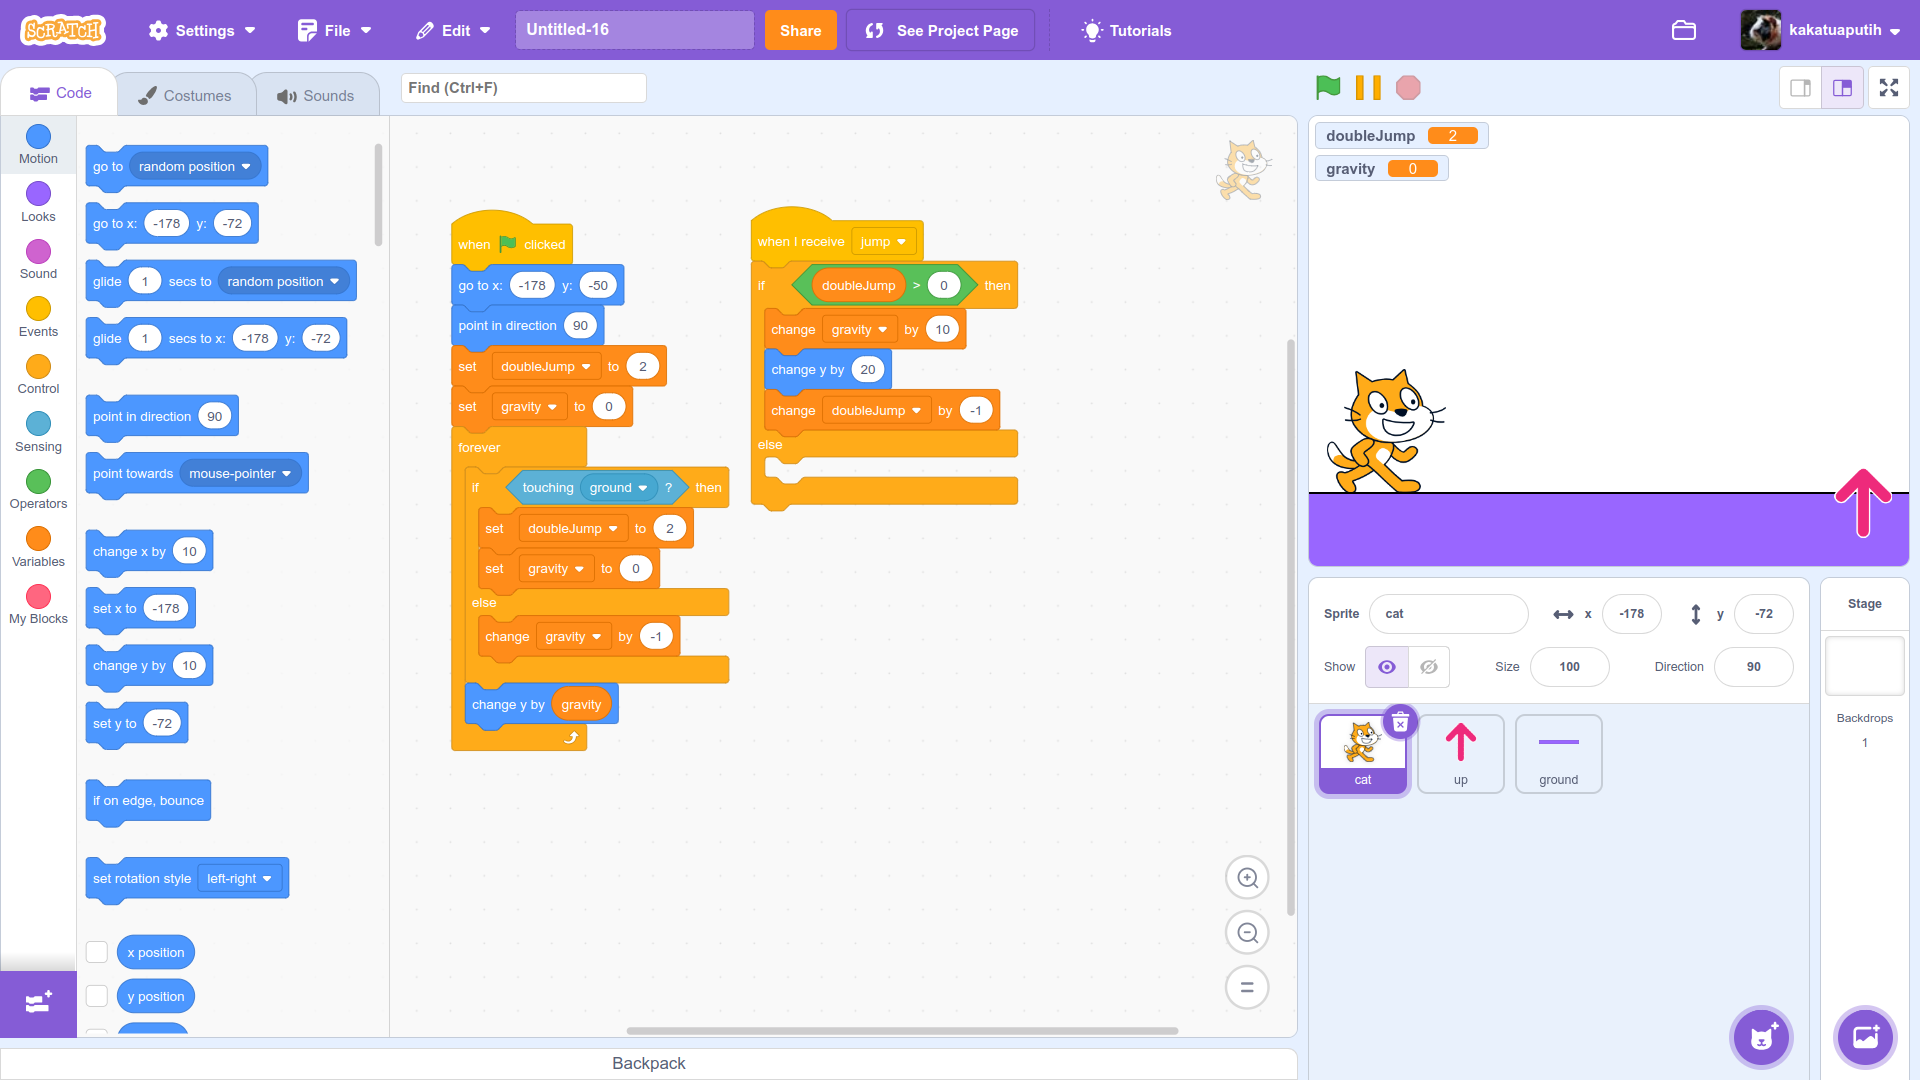 SCRATCH
Settings
File
Edit
Untitled-16
Share
See Project Page
Tutorials
kakatuaputih
Code
Costumes
Sounds
Find (Ctrl+F)
Motion
Looks
Sound
Events
Control
Sensing
Operators
Variables
My Blocks
go to random position
go to x: -178 y: -72
glide 1 secs to random position
glide 1 secs to x: -178 y: -72
point in direction 90
point towards mouse-pointer
change x by 10
set x to -178
change y by 10
set y to -72
if on edge, bounce
set rotation style left-right
x position
y position
when clicked
go to x: -178 y: -50
point in direction 90
set doubleJump to 2
set gravity to 0
forever
if touching ground ? then
set doubleJump to 2
set gravity to 0
else
change gravity by -1
change y by gravity
when I receive jump
if doubleJump > 0 then
change gravity by 10
change y by 20
change doubleJump by -1
else
Backpack
doubleJump 2
gravity 0
Sprite cat x -178 y -72
Show Size 100 Direction 90
cat
up
ground
Stage
Backdrops
1